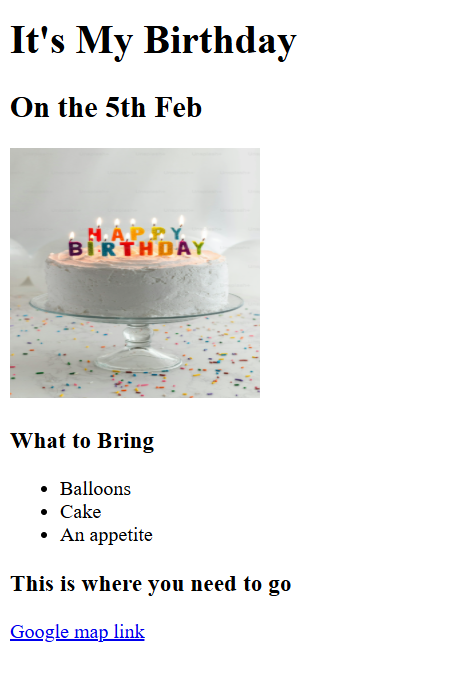 It's My Birthday
On the 5th Feb
HAPPY
BIRTHDAY
What to Bring
Balloons
Cake
An appetite
This is where you need to go
Google map link